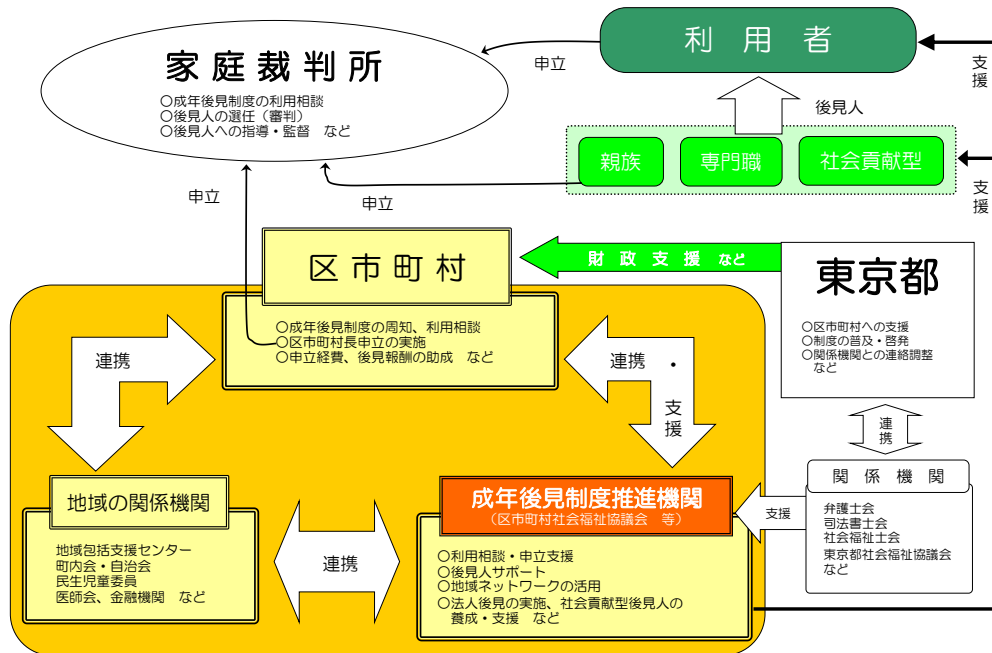 利用者
家庭裁判所
○成年後見制度の利用相談
○後見人の選任（審判）
○後見人への指導・監督　など
申立
支援
後見人
親族
専門職
社会貢献型
支援
申立
申立
区市町村
○成年後見制度の周知、利用相談
○区市町村長申立の実施
○申立経費、後見報酬の助成　など
財政支援 など
東京都
○区市町村への支援
○制度の普及・啓発
○関係機関との連絡調整
など
連携
連携・支援
連携
関係機関
弁護士会
司法書士会
社会福祉士会
東京都社会福祉協議会
など
支援
地域の関係機関
地域包括支援センター
町内会・自治会
民生児童委員
医師会、金融機関　など
連携
成年後見制度推進機関
（区市町村社会福祉協議会　等）
○利用相談・申立支援
○後見人サポート
○地域ネットワークの活用
○法人後見の実施、社会貢献型後見人の
養成・支援　など